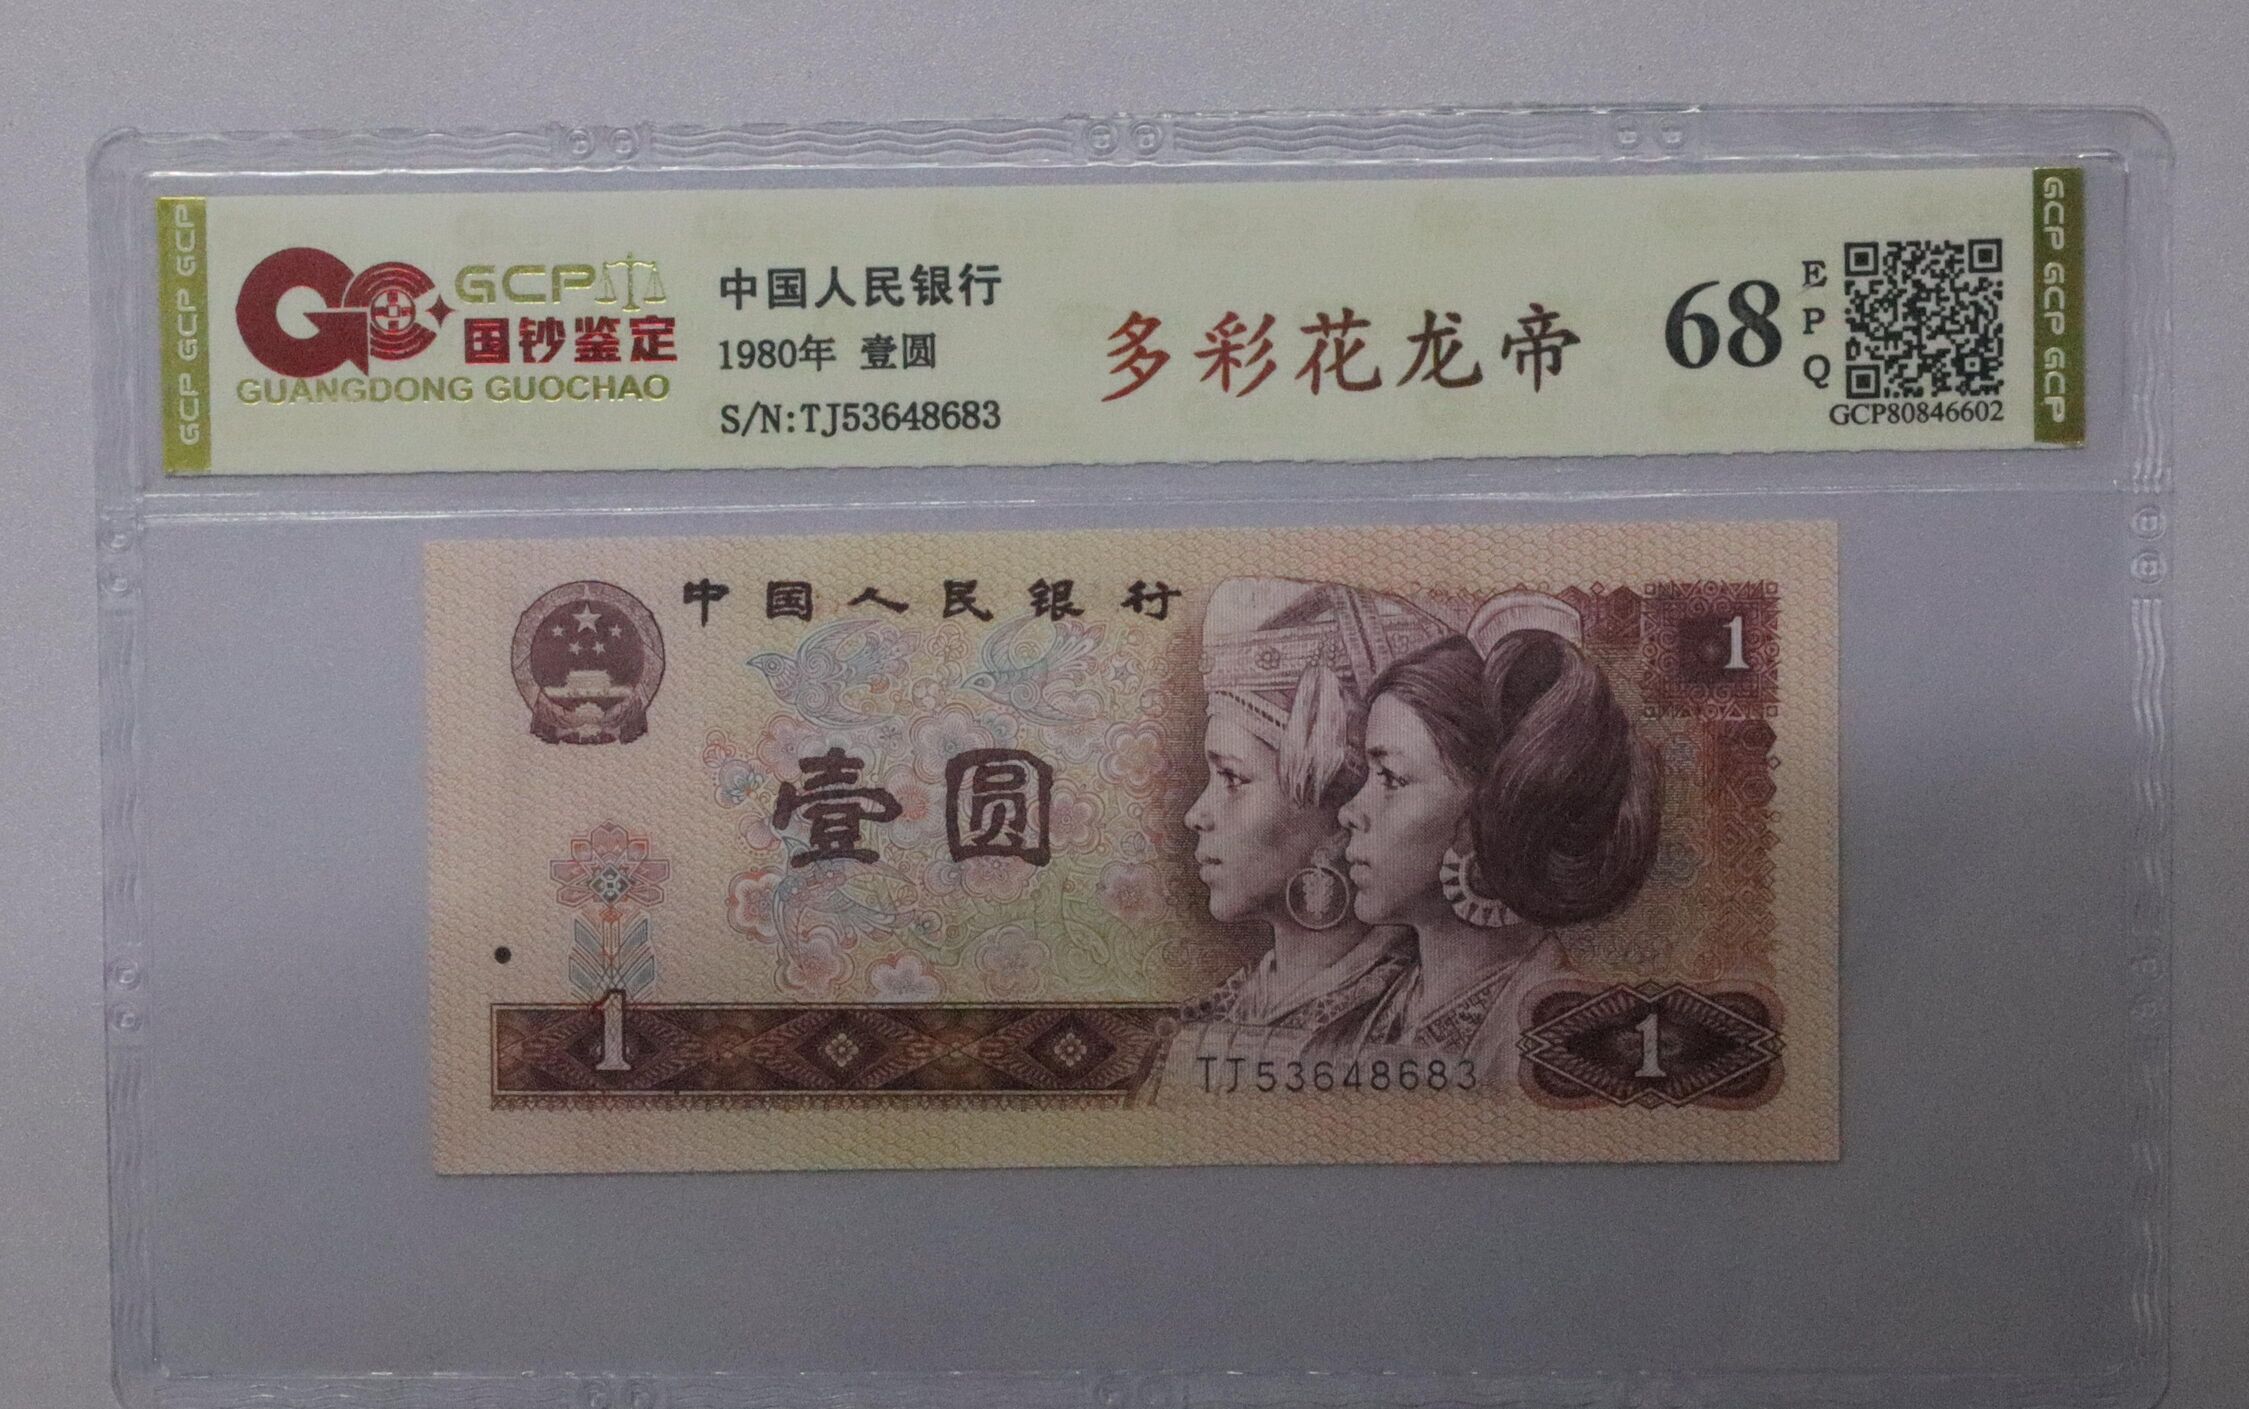 GCP GCP GCP
GCP
国钞鉴定
GUANGDONG GUOCHAO
中国人民银行
1980年 壹圆
S/N:TJ53648683
多彩花龙帝
68
EPQ
GCP80846602
GCP GCP GCP
中国人民银行
1
壹圆
1
TJ53648683
1